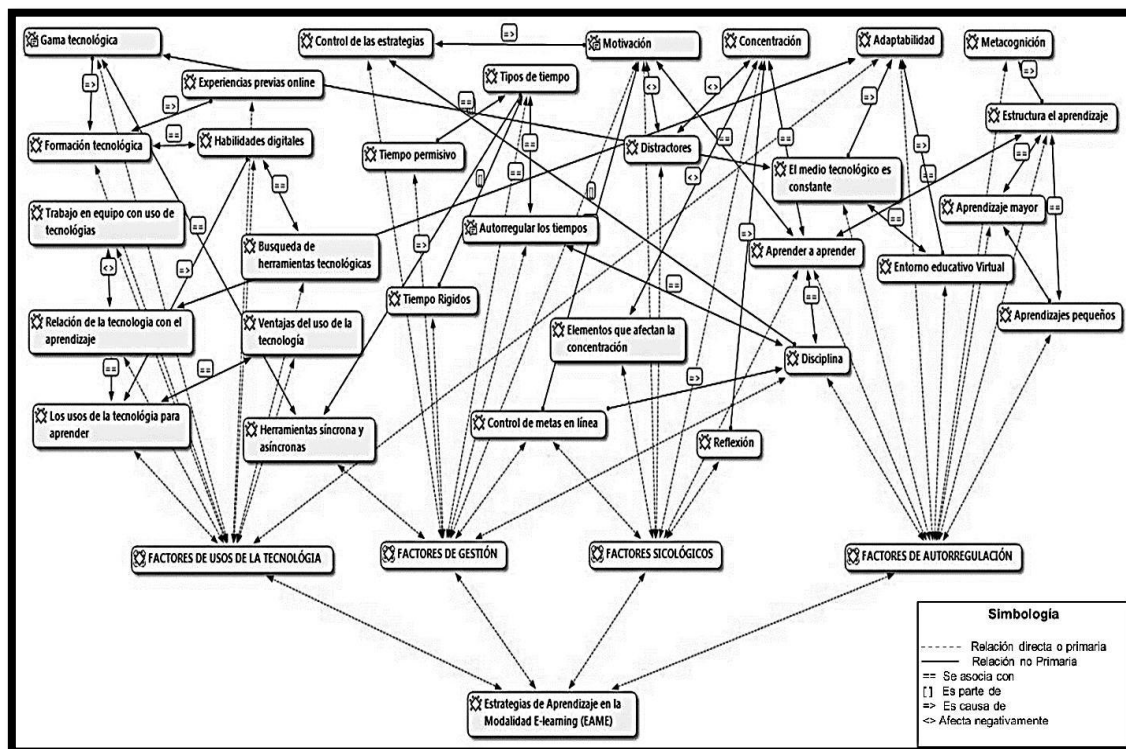 Gama tecnológica
Control de las estrategias
=>
Motivación
Concentración
Adaptabilidad
Metacognición
=>
Experiencias previas online
Tipos de tiempo
<>
<>
=>
=>
=>
==
Estructura el aprendizaje
Formación tecnológica
==
Habilidades digitales
Tiempo permisivo
==
==
Distractores
==
==
=>
==
El medio tecnológico es
constante
==
==
[]
<>
Trabajo en equipo con uso de
tecnologías
Aprendizaje mayor
==
[]
Autorregular los tiempos
=>
==
==
Busqueda de
herramientas tecnológicas
=>
Aprender a aprender
Entorno educativo Virtual
<>
=>
Tiempo Rigidos
==
==
Relación de la tecnologia con el
aprendizaje
Ventajas del uso de la
tecnología
Elementos que afectan la
concentración
Aprendizajes pequeños
Disciplina
==
==
=>
Los usos de la tecnológia para
aprender
Herramientas síncrona y
asíncronas
Control de metas en línea
Reflexión
FACTORES DE USOS DE LA TECNOLÓGIA
FACTORES DE GESTIÓN
FACTORES SICOLÓGICOS
FACTORES DE AUTORREGULACIÓN
Estrategias de Aprendizaje en la
Modalidad E-learning (EAME)
Simbología
Relación directa o primaria
Relación no Primaria
== Se asocia con
[ ] Es parte de
=> Es causa de
<> Afecta negativamente